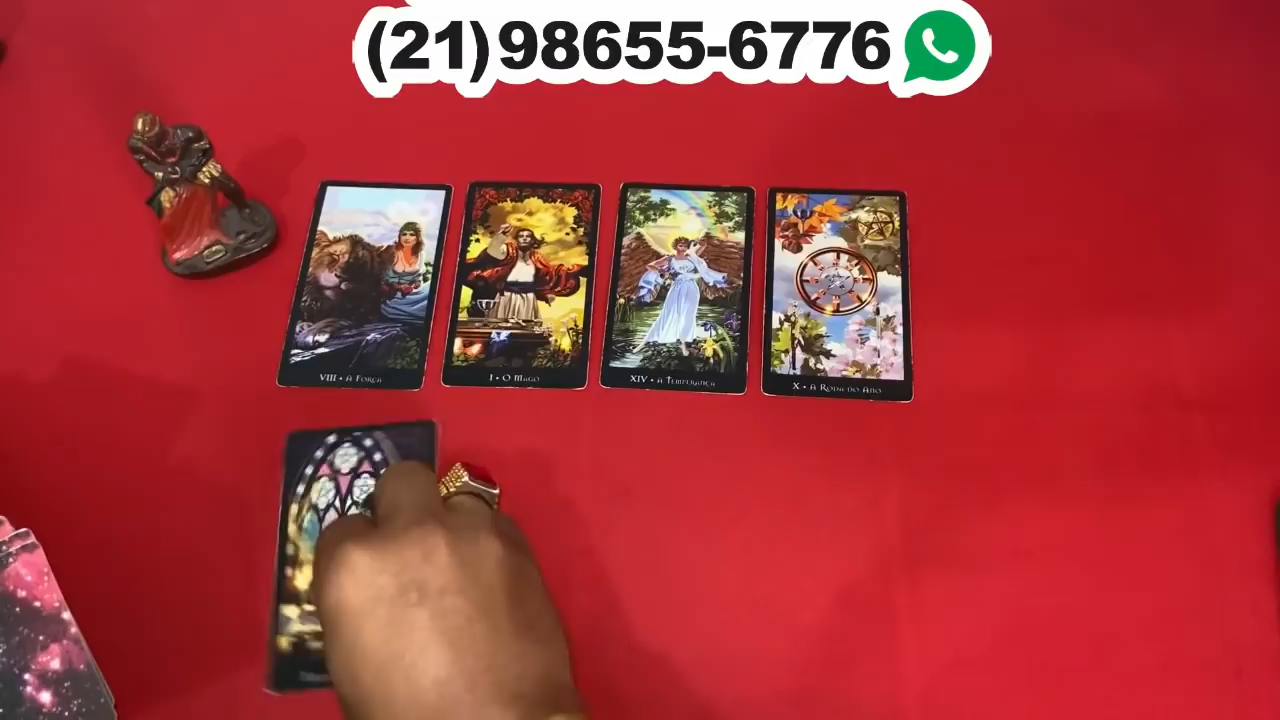 (21)98655-6776
VIII • A Força
I • O Mago
XIV • A Temperança
X • A Roda do Ano